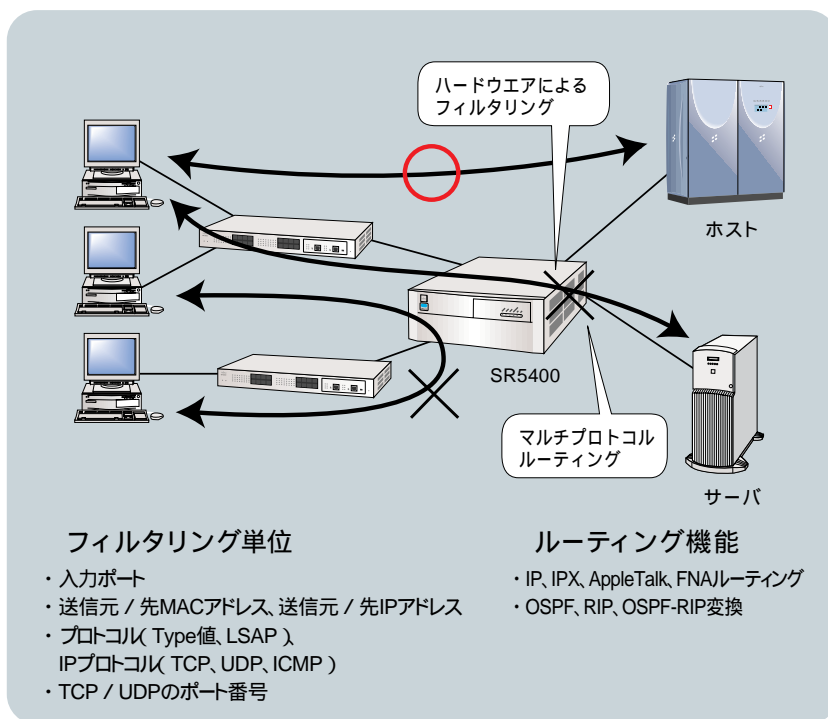 ハードウエアによる
フィルタリング
ホスト
SR5400
マルチプロトコル
ルーティング
サーバ
フィルタリング単位
・入力ポート
・送信元 / 先MACアドレス、送信元 / 先IPアドレス
・プロトコル( Type値、LSAP )、
IPプロトコル( TCP、UDP、ICMP )
・TCP / UDPのポート番号
ルーティング機能
・IP、IPX、AppleTalk、FNAルーティング
・OSPF、RIP、OSPF-RIP変換